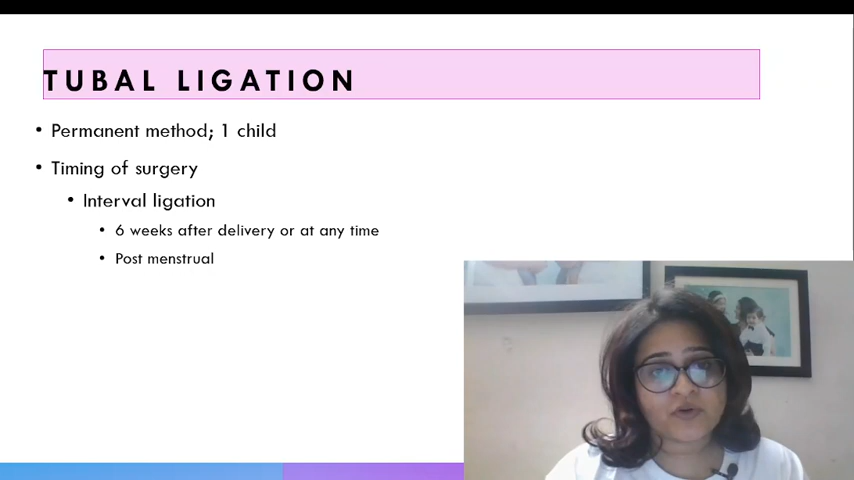 TUBAL LIGATION
• Permanent method; 1 child
• Timing of surgery
• Interval ligation
• 6 weeks after delivery or at any time
• Post menstrual